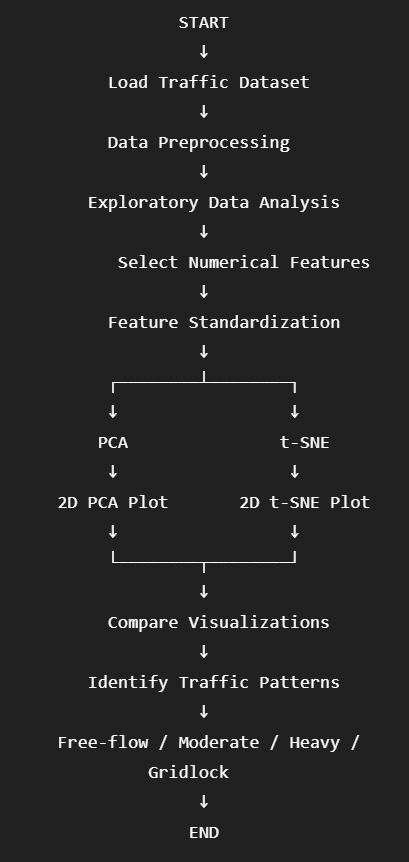 START
↓
Load Traffic Dataset
↓
Data Preprocessing
↓
Exploratory Data Analysis
↓
Select Numerical Features
↓
Feature Standardization
↓
┌─────────┴────────┐
↓ ↓
PCA t-SNE
↓ ↓
2D PCA Plot 2D t-SNE Plot
↓ ↓
└─────────┬────────┘
↓
Compare Visualizations
↓
Identify Traffic Patterns
↓
Free-flow / Moderate / Heavy /
Gridlock
↓
END